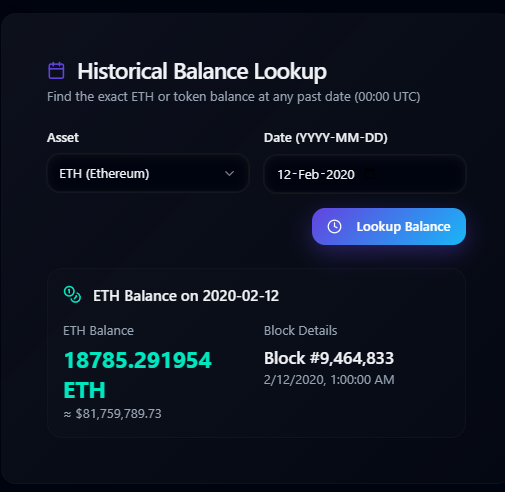 Historical Balance Lookup
Find the exact ETH or token balance at any past date (00:00 UTC)
Asset
Date (YYYY-MM-DD)
ETH (Ethereum)
12-Feb-2020
Lookup Balance
ETH Balance on 2020-02-12
ETH Balance
18785.291954
ETH
≈ $81,759,789.73
Block Details
Block #9,464,833
2/12/2020, 1:00:00 AM